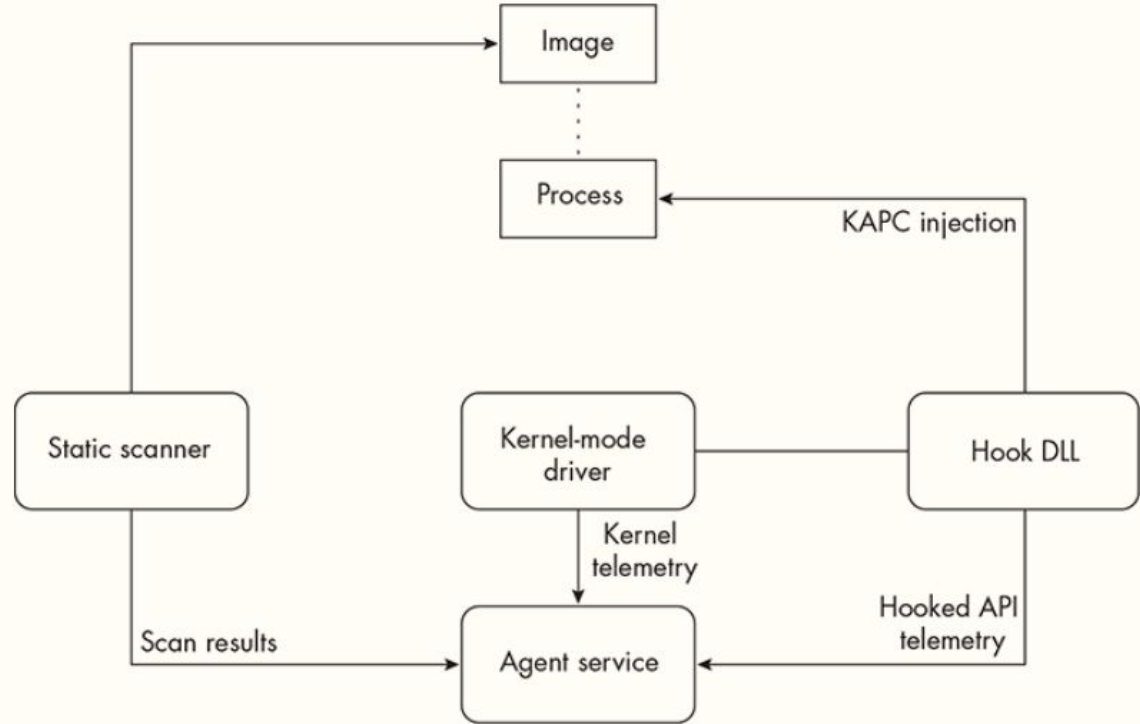 Image
Process
KAPC injection
Static scanner
Kernel-mode
driver
Hook DLL
Kernel
telemetry
Hooked API
telemetry
Scan results
Agent service